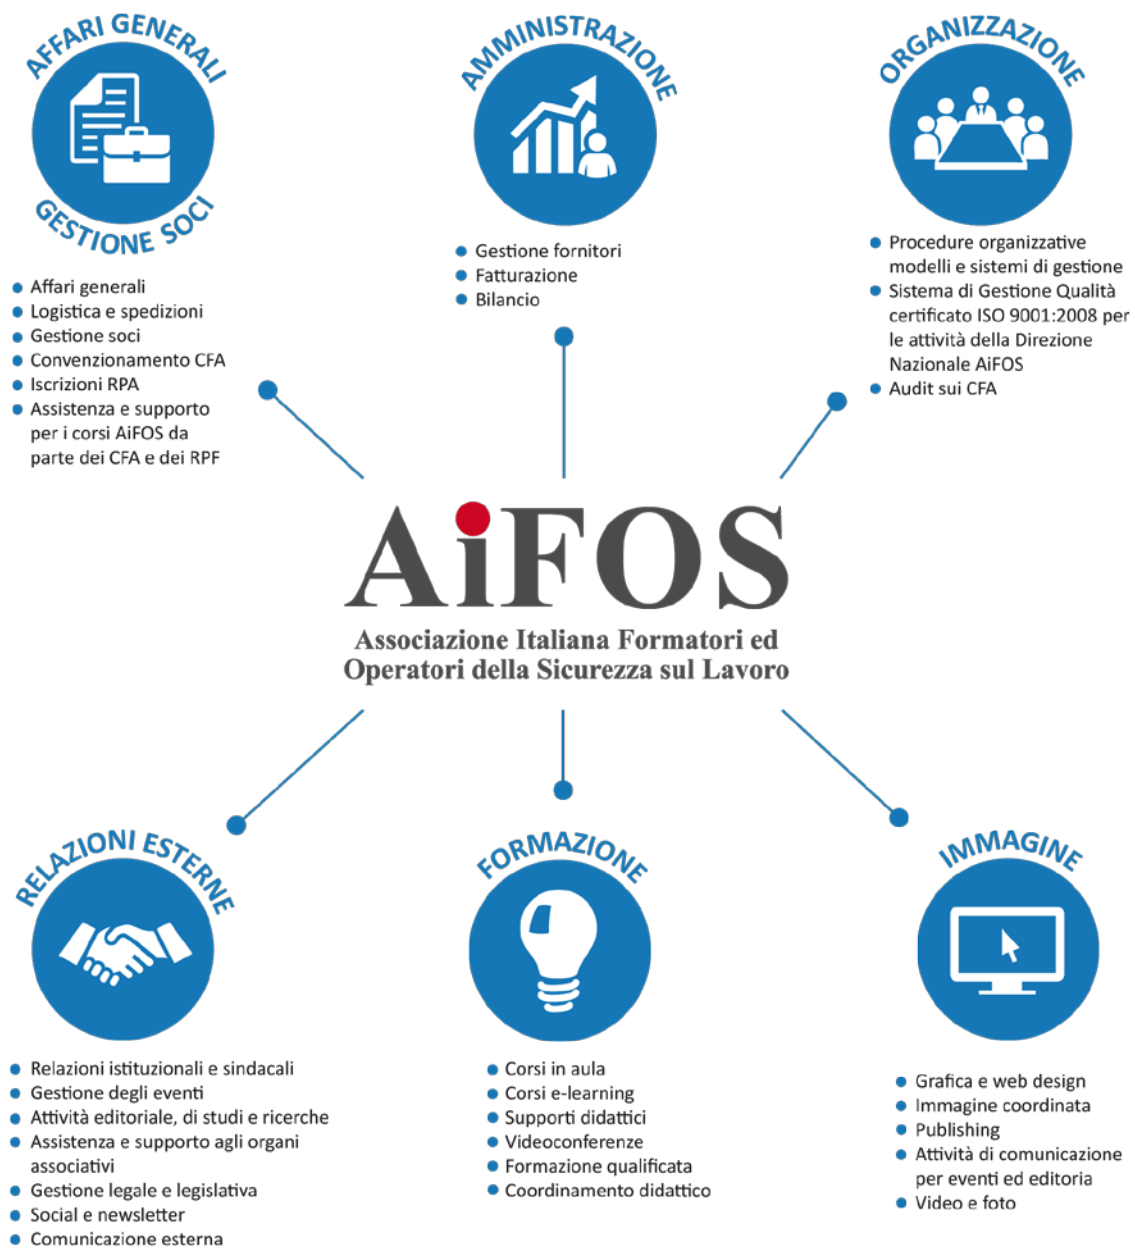 AFFARI GENERALI
GESTIONE SOCI
Affari generali
Logistica e spedizioni
Gestione soci
Convenzionamento CFA
Iscrizioni RPA
Assistenza e supporto
per i corsi AiFOS da
parte dei CFA e dei RPF
AMMINISTRAZIONE
Gestione fornitori
Fatturazione
Bilancio
ORGANIZZAZIONE
Procedure organizzative
modelli e sistemi di gestione
Sistema di Gestione Qualità
certificato ISO 9001:2008 per
le attività della Direzione
Nazionale AiFOS
Audit sui CFA
AiFOS
Associazione Italiana Formatori ed
Operatori della Sicurezza sul Lavoro
RELAZIONI ESTERNE
Relazioni istituzionali e sindacali
Gestione degli eventi
Attività editoriale, di studi e ricerche
Assistenza e supporto agli organi
associativi
Gestione legale e legislativa
Social e newsletter
Comunicazione esterna
FORMAZIONE
Corsi in aula
Corsi e-learning
Supporti didattici
Videoconferenze
Formazione qualificata
Coordinamento didattico
IMMAGINE
Grafica e web design
Immagine coordinata
Publishing
Attività di comunicazione
per eventi ed editoria
Video e foto